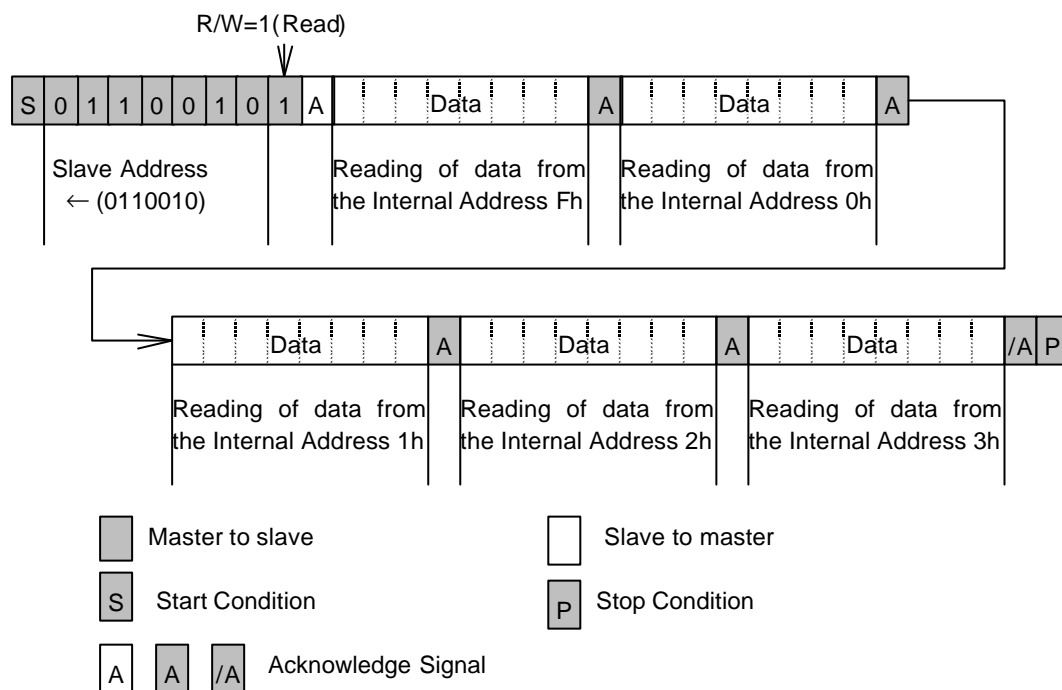 R/W=1(Read)
S 0 1 1 0 0 1 0 1 A Data A Data A
Slave Address
← (0110010)
Reading of data from
the Internal Address Fh
Reading of data from
the Internal Address 0h
Data A Data A Data /A P
Reading of data from
the Internal Address 1h
Reading of data from
the Internal Address 2h
Reading of data from
the Internal Address 3h
Master to slave
Slave to master
S Start Condition
P Stop Condition
A A /A Acknowledge Signal